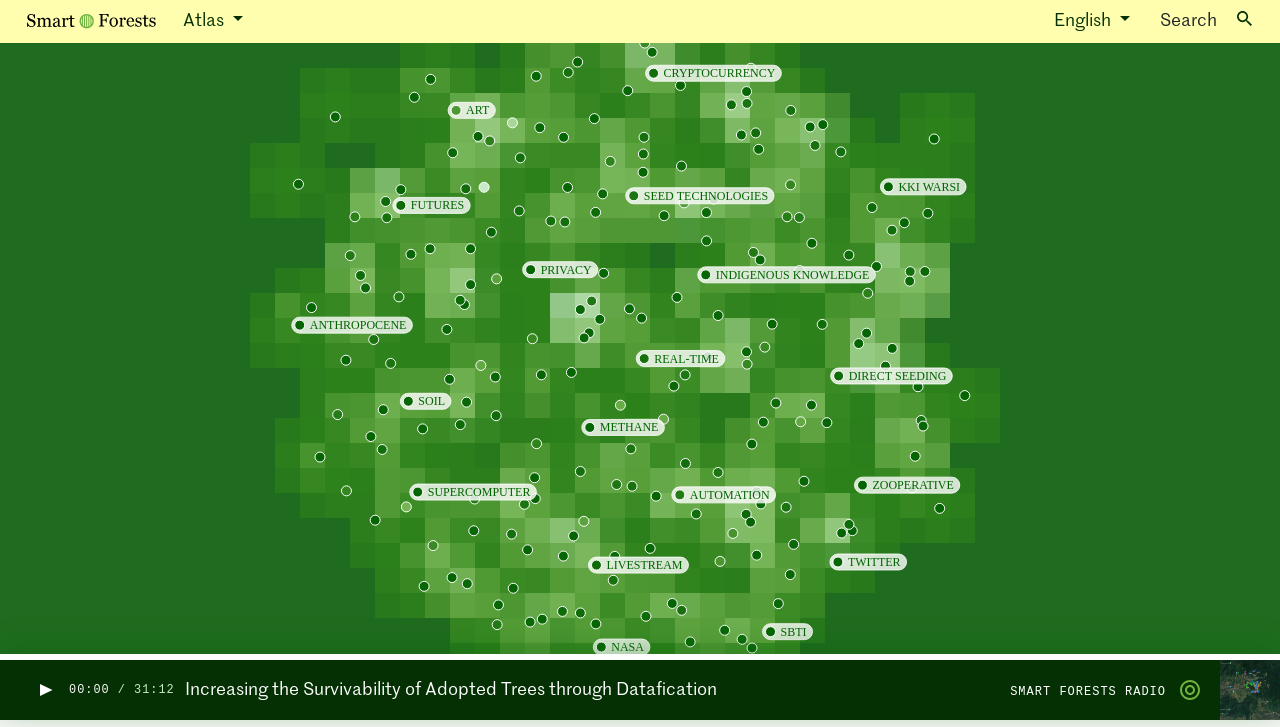 Smart Forests Atlas English Search
CRYPTOCURRENCY
ART
KKI WARSI
SEED TECHNOLOGIES
FUTURES
PRIVACY
INDIGENOUS KNOWLEDGE
ANTHROPOCENE
REAL-TIME
DIRECT SEEDING
SOIL
METHANE
ZOOPERATIVE
SUPERCOMPUTER
AUTOMATION
LIVESTREAM
TWITTER
SBTI
NASA
00:00 / 31:12 Increasing the Survivability of Adopted Trees through Datafication SMART FORESTS RADIO